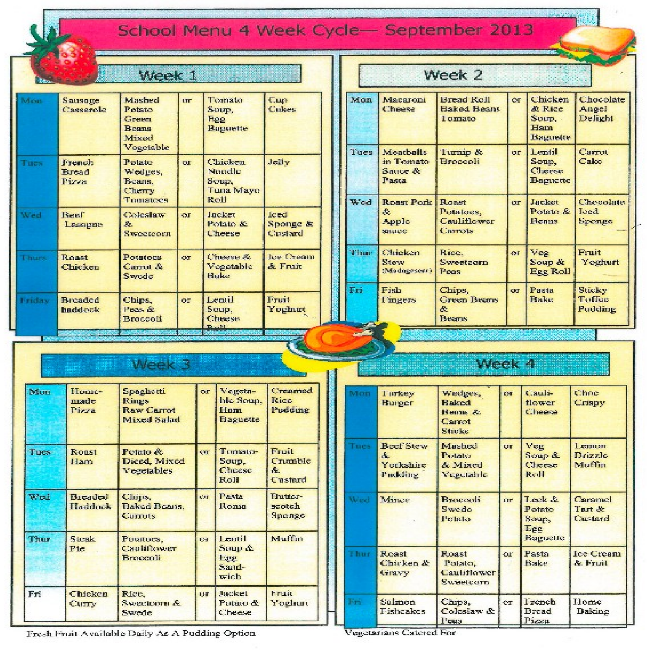 School Menu 4 Week Cycle— September 2013
Week 1
Mon Sausage Casserole Mashed Potato Green Beans Mixed Vegetable or Tomato Soup, Egg Baguette Cup Cakes
Tues French Bread Pizza Potato Wedges, Beans, Cherry Tomatoes or Chicken Noodle Soup, Tuna Mayo Roll Jelly
Wed Beef Lasagne Coleslaw & Sweetcorn or Jacket Potato & Cheese Iced Sponge & Custard
Thurs Roast Chicken Potatoes Carrot & Swede or Cheese & Vegetable Bake Ice Cream & Fruit
Friday Breaded haddock Chips, Peas & Broccoli or Lentil Soup, Cheese Roll Fruit Yoghurt
Week 2
Mon Macaroni Cheese Bread Roll Baked Beans Tomato or Chicken & Rice Soup, Ham Baguette Chocolate Angel Delight
Tues Meatballs in Tomato Sauce & Pasta Turnip & Broccoli or Lentil Soup, Cheese Baguette Carrot Cake
Wed Roast Pork & Apple sauce Roast Potatoes, Cauliflower Carrots or Jacket Potato & Beans Chocolate Iced Sponge
Thur Chicken Stew (Madagascar) Rice, Sweetcorn Peas or Veg Soup & Egg Roll Fruit Yoghurt
Fri Fish Fingers Chips, Green Beans & Beans or Pasta Bake Sticky Toffee Pudding
Week 3
Mon Home-made Pizza Spaghetti Rings Raw Carrot Mixed Salad or Vegeta-ble Soup, Ham Baguette Creamed Rice Pudding
Tues Roast Ham Potato & Diced, Mixed Vegetables or Tomato Soup, Cheese Roll Fruit Crumble & Custard
Wed Breaded Haddock Chips, Baked Beans, Carrots or Pasta Roma Butter-scotch Sponge
Thur Steak Pie Potatoes, Cauliflower Broccoli or Lentil Soup & Egg Sand-wich Muffin
Fri Chicken Curry Rice, Sweetcorn & Swede or Jacket Potato & Cheese Fruit Yoghurt
Week 4
Mon Turkey Burger Wedges, Baked Beans & Carrot Sticks or Cauli-flower Cheese Choc Crispy
Tues Beef Stew & Yorkshire Pudding Mashed Potato & Mixed Vegetable or Veg Soup & Cheese Roll Lemon Drizzle Muffin
Wed Mince Broccoli Swede Potato or Leek & Potato Soup, Egg Baguette Caramel Tart & Custard
Thur Roast Chicken & Gravy Roast Potato, Cauliflower Sweetcorn or Pasta Bake Ice Cream & Fruit
Fri Salmon Fishcakes Chips, Coleslaw & Peas or French Bread Pizza Home Baking
Fresh Fruit Available Daily As A Pudding Option
Vegetarians Catered For